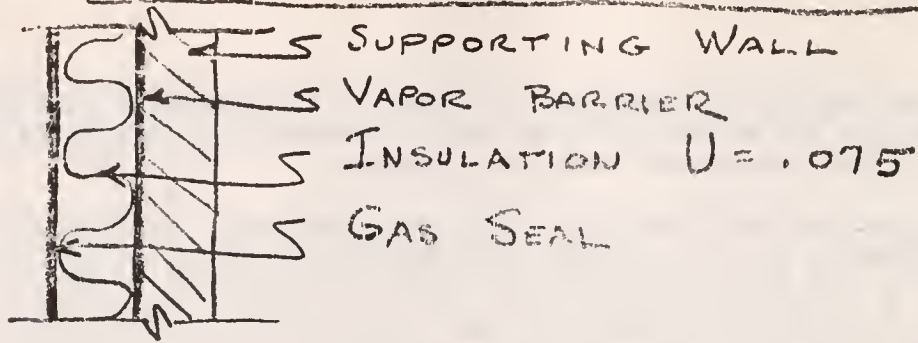 SUPPORTING WALL
VAPOR BARRIER
INSULATION U = .075
GAS SEAL